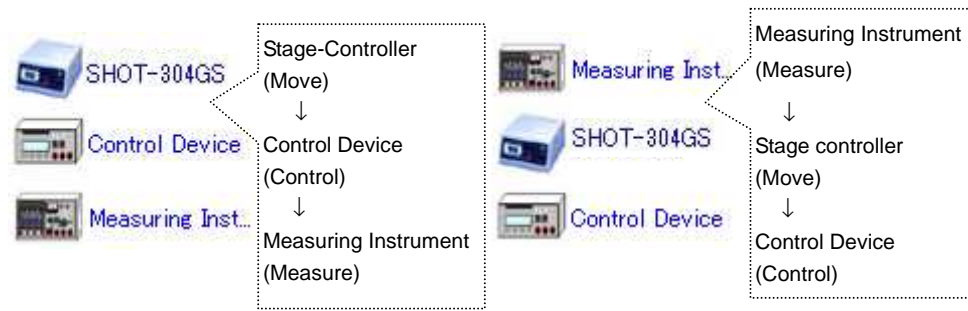 SHOT-304GS
Control Device
Measuring Inst...
Stage-Controller
(Move)
↓
Control Device
(Control)
↓
Measuring Instrument
(Measure)
Measuring Inst...
SHOT-304GS
Control Device
Measuring Instrument
(Measure)
↓
Stage controller
(Move)
↓
Control Device
(Control)